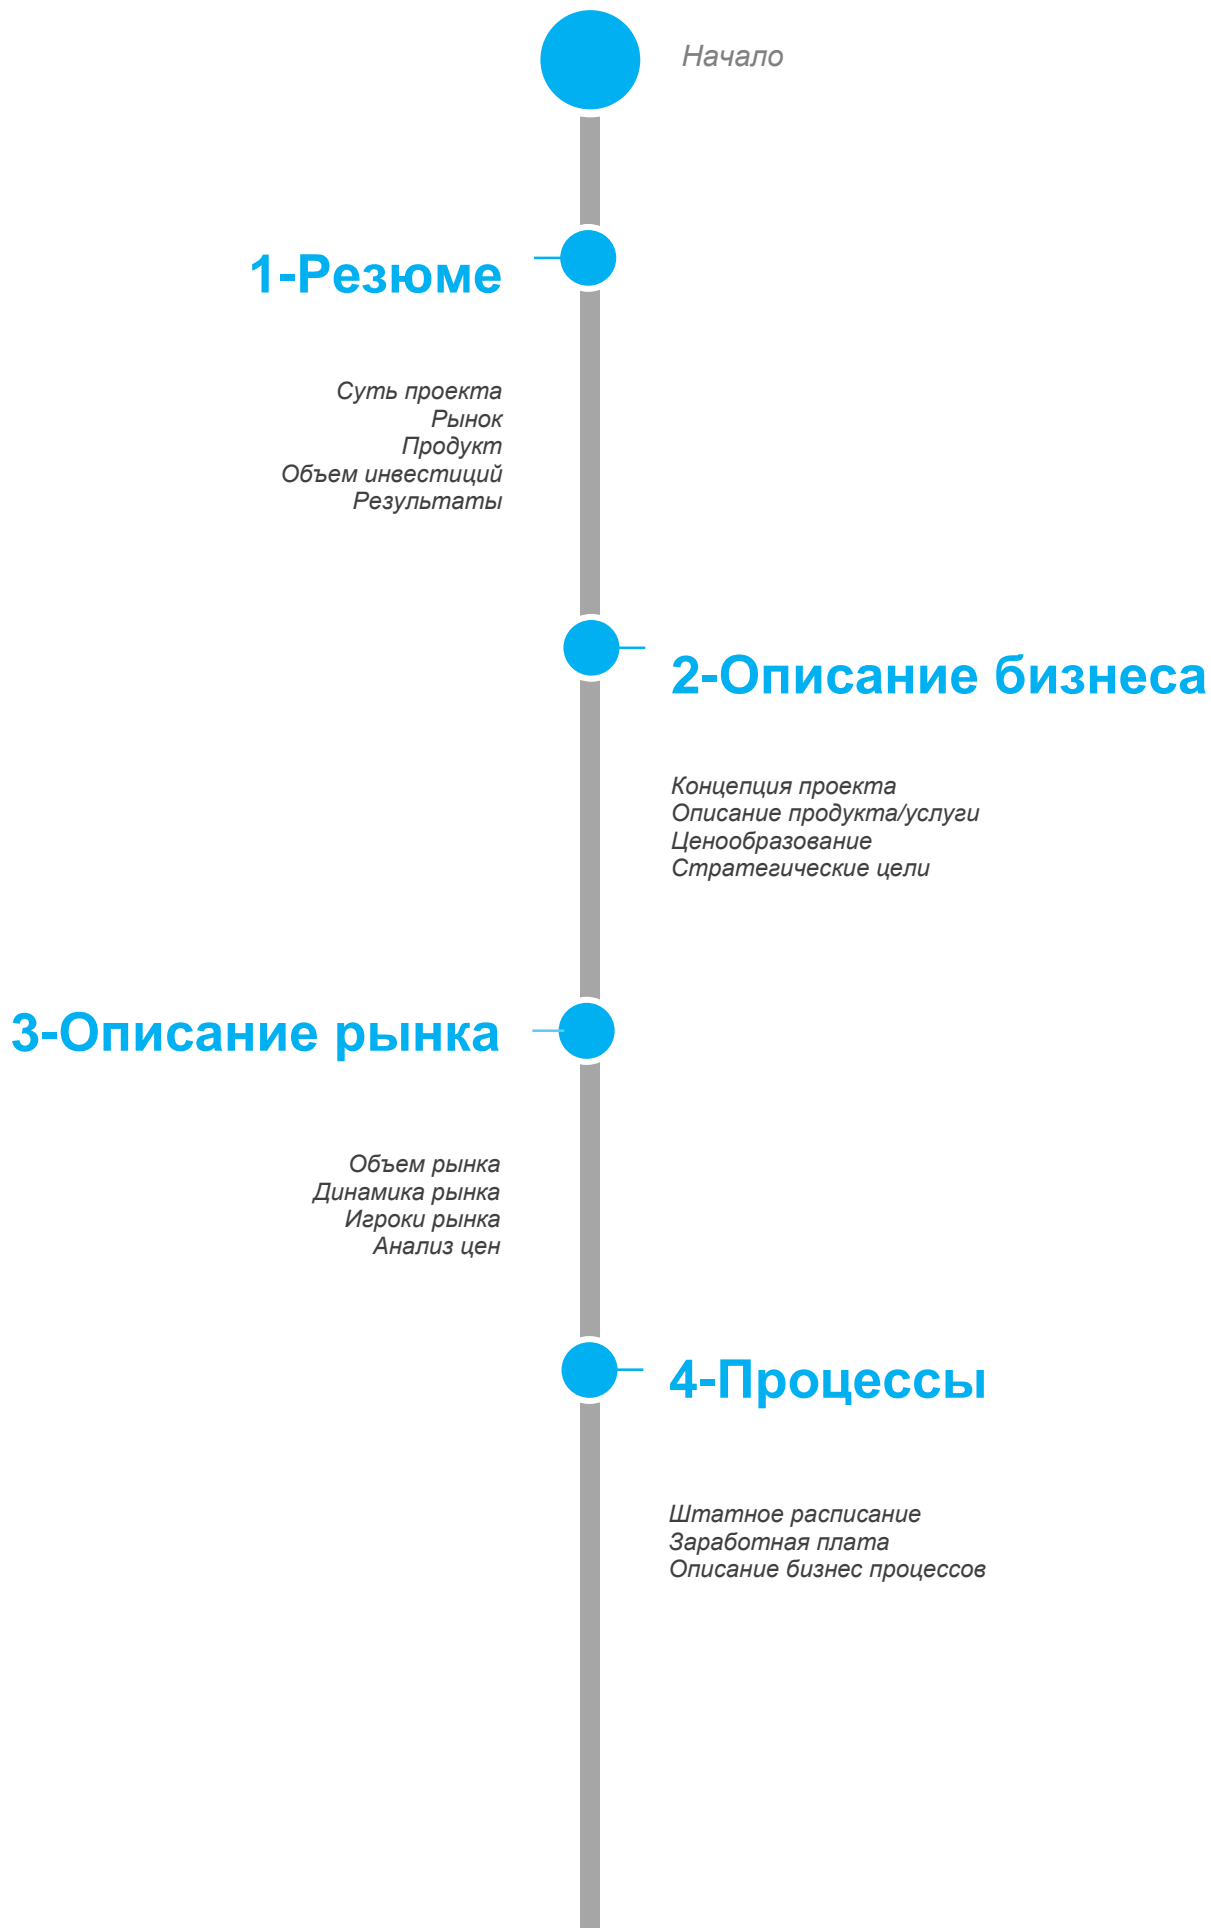 Начало
1-Резюме
Суть проекта
Рынок
Продукт
Объем инвестиций
Результаты
2-Описание бизнеса
Концепция проекта
Описание продукта/услуги
Ценообразование
Стратегические цели
3-Описание рынка
Объем рынка
Динамика рынка
Игроки рынка
Анализ цен
4-Процессы
Штатное расписание
Заработная плата
Описание бизнес процессов